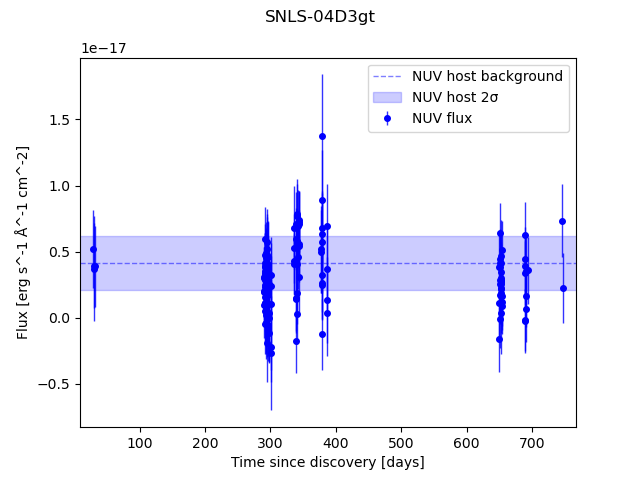 SNLS-04D3gt
1e−17
NUV host background
NUV host 2σ
NUV flux
1.5
1.0
0.5
0.0
−0.5
Flux [erg s^-1 Å^-1 cm^-2]
100 200 300 400 500 600 700
Time since discovery [days]